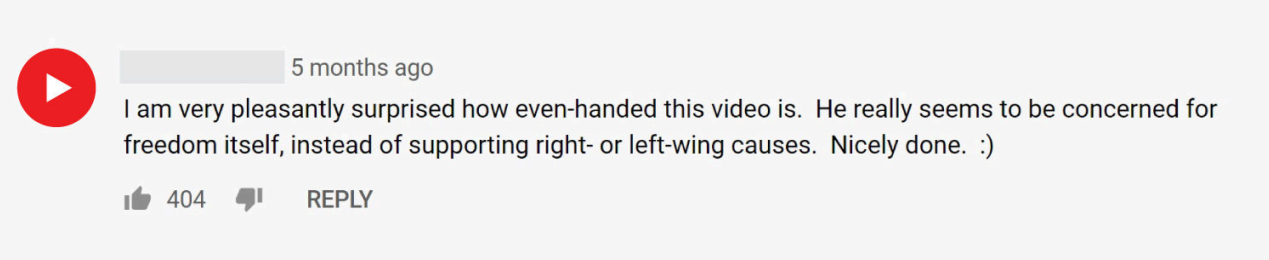 5 months ago
I am very pleasantly surprised how even-handed this video is.  He really seems to be concerned for
freedom itself, instead of supporting right- or left-wing causes.  Nicely done.  :)
404 REPLY